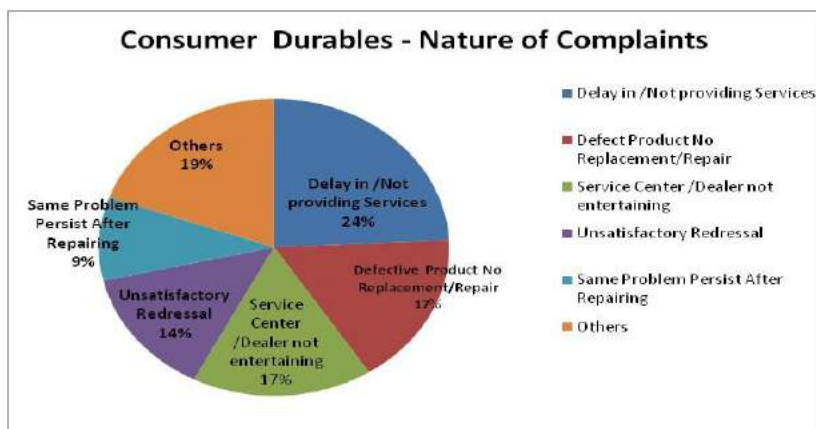 Consumer Durables - Nature of Complaints
Others
19%
Delay in /Not
providing Services
24%
Same Problem
Persist After
Repairing
9%
Defective Product No
Replacement/Repair
17%
Unsatisfactory
Redressal
14%
Service
Center
/Dealer not
entertaining
17%
Delay in /Not providing Services
Defect Product No
Replacement/Repair
Service Center /Dealer not
entertaining
Unsatisfactory Redressal
Same Problem Persist After
Repairing
Others